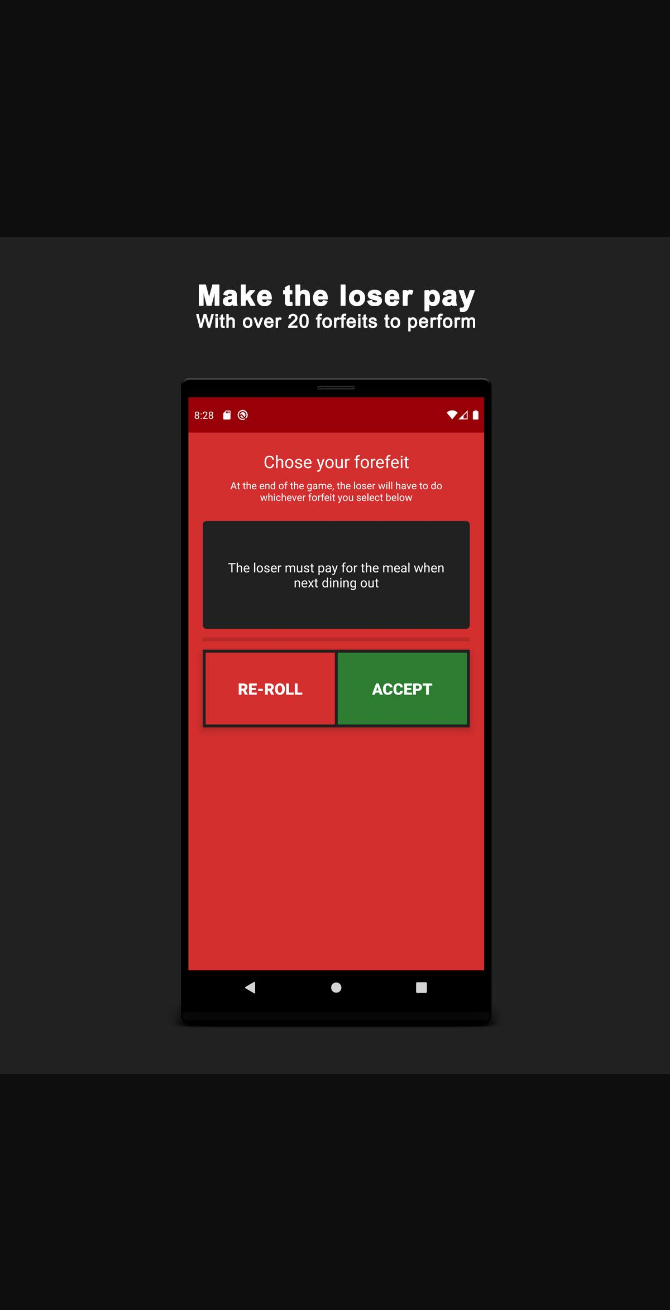 Make the loser pay
With over 20 forfeits to perform
8:28
Chose your forefeit
At the end of the game, the loser will have to do
whichever forfeit you select below
The loser must pay for the meal when
next dining out
RE-ROLL
ACCEPT